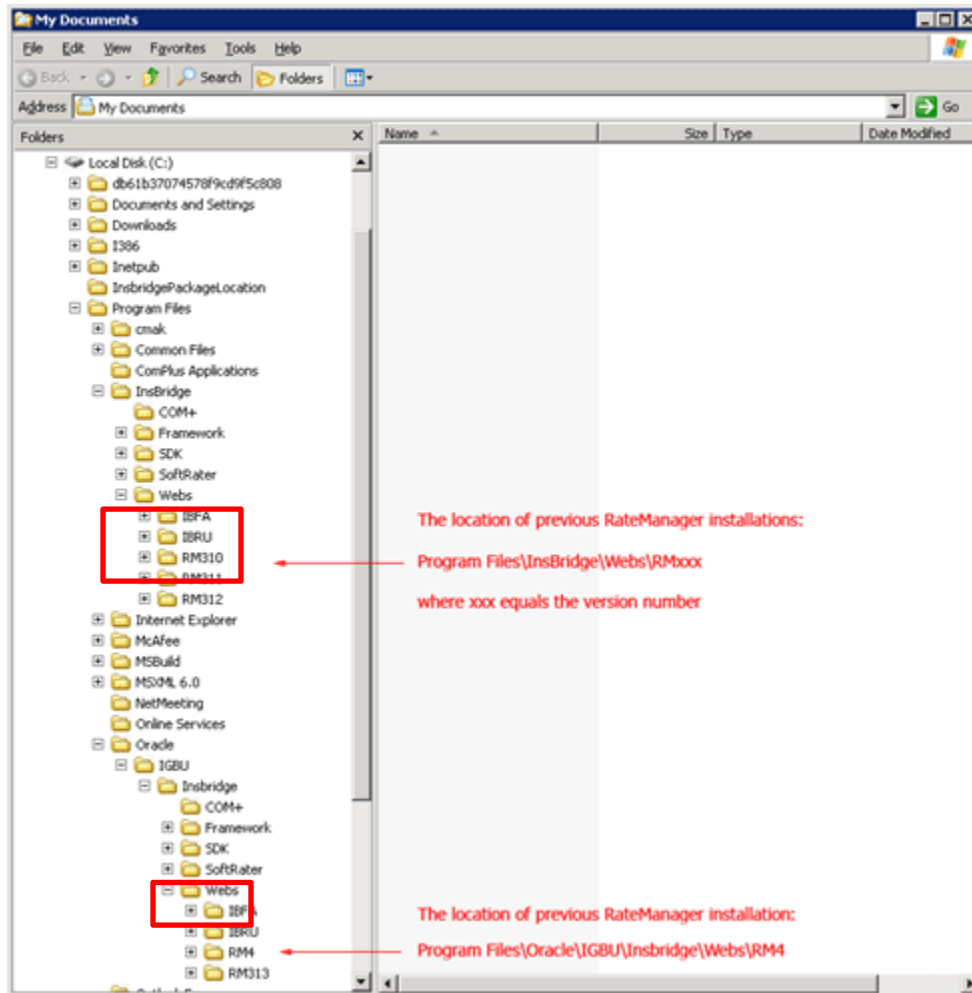 My Documents
File Edit View Favorites Tools Help
Back Search Folders
Address My Documents Go
Folders Name Size Type Date Modified
Local Disk (C:)
db61b37074578f9cd9f5c808
Documents and Settings
Downloads
I386
Inetpub
InsbridgePackageLocation
Program Files
cmak
Common Files
ComPlus Applications
InsBridge
COM+
Framework
SDK
SoftRater
Webs
IBFA
The location of previous RateManager installations:
IBRU
RM310
Program Files\InsBridge\Webs\RMxxx
RM311
RM312
where xxx equals the version number
Internet Explorer
McAfee
MSBuild
MSXML 6.0
NetMeeting
Online Services
Oracle
IGBU
Insbridge
COM+
Framework
SDK
SoftRater
Webs
IBFA
The location of previous RateManager installation:
IBRU
RM4
Program Files\Oracle\IGBU\Insbridge\Webs\RM4
RM313